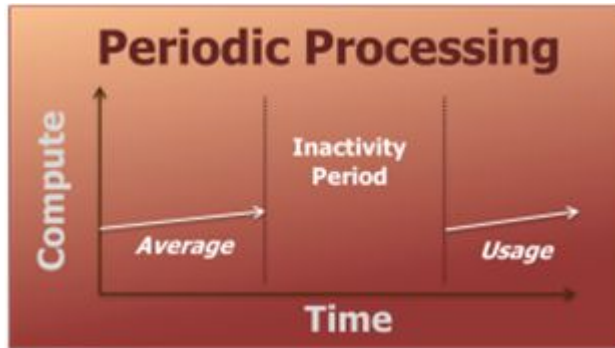 Periodic Processing
Compute
Inactivity
Period
Average
Usage
Time